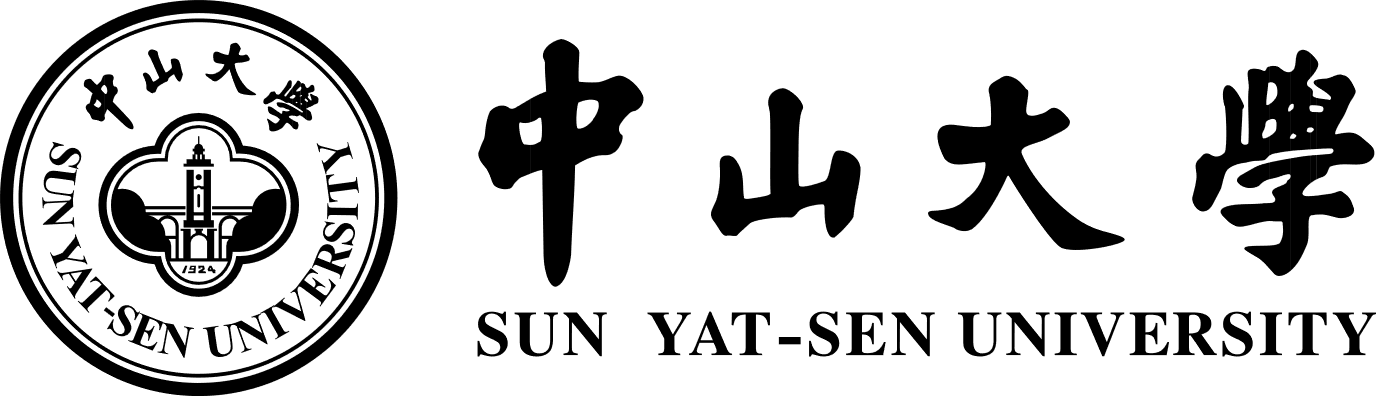 中山大學
SUN YAT-SEN UNIVERSITY
1924
中山大學
SUN YAT-SEN UNIVERSITY